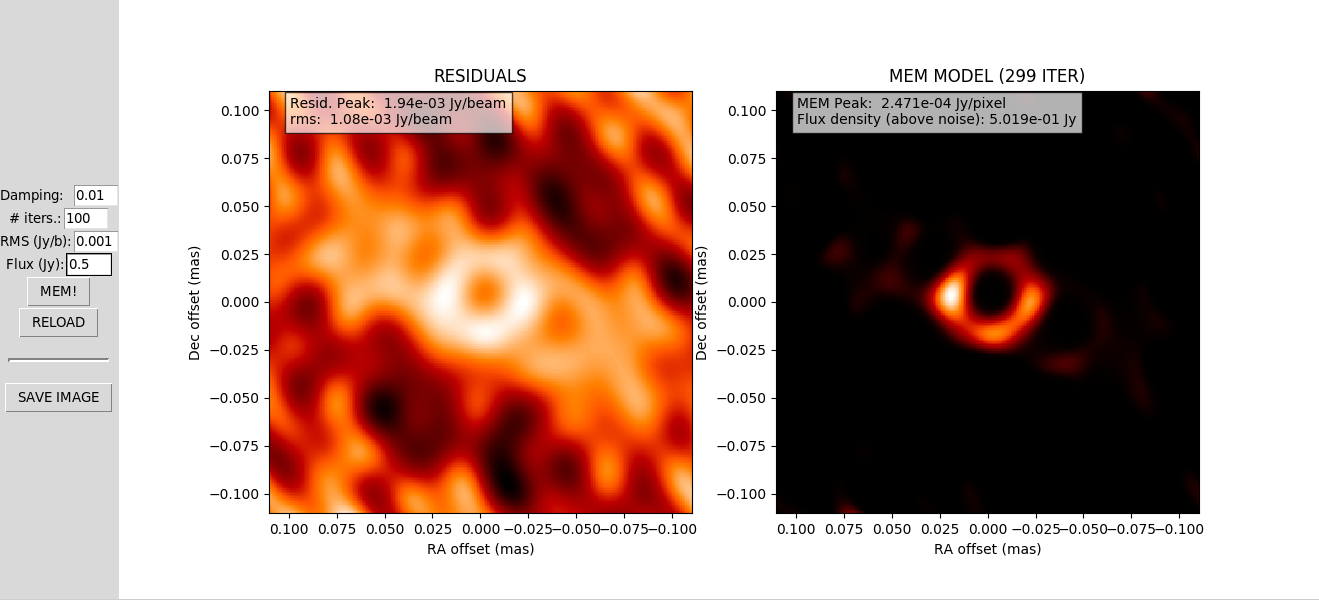 Damping: 0.01
# iters.: 100
RMS (Jy/b): 0.001
Flux (Jy): 0.5
MEM!
RELOAD
SAVE IMAGE
RESIDUALS
Resid. Peak: 1.94e-03 Jy/beam
rms: 1.08e-03 Jy/beam
Dec offset (mas)
0.100
0.075
0.050
0.025
0.000
−0.025
−0.050
−0.075
−0.100
0.100 0.075 0.050 0.025 0.000 −0.025 −0.050 −0.075 −0.100
RA offset (mas)
MEM MODEL (299 ITER)
MEM Peak: 2.471e-04 Jy/pixel
Flux density (above noise): 5.019e-01 Jy
Dec offset (mas)
0.100
0.075
0.050
0.025
0.000
−0.025
−0.050
−0.075
−0.100
0.100 0.075 0.050 0.025 0.000 −0.025 −0.050 −0.075 −0.100
RA offset (mas)